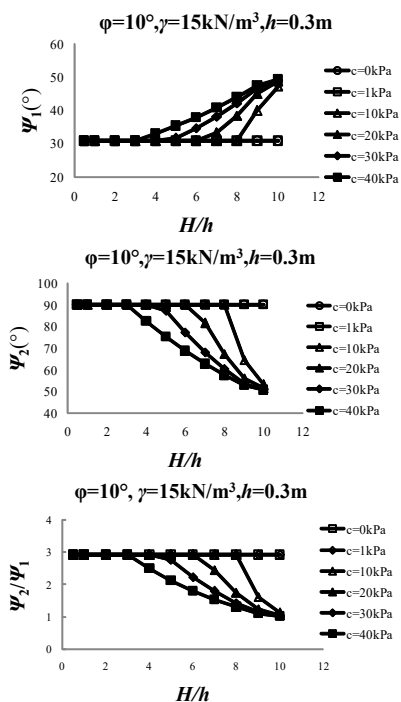 φ=10°,γ=15kN/m³,h=0.3m
60
50
40
30
20
Ψ₁(°)
0 2 4 6 8 10 12
H/h
c=0kPa
c=1kPa
c=10kPa
c=20kPa
c=30kPa
c=40kPa
φ=10°,γ=15kN/m³,h=0.3m
100
90
80
70
60
50
40
Ψ₂(°)
0 2 4 6 8 10 12
H/h
c=0kPa
c=1kPa
c=10kPa
c=20kPa
c=30kPa
c=40kPa
φ=10°, γ=15kN/m³,h=0.3m
4
3
2
1
0
Ψ₂/Ψ₁
0 2 4 6 8 10 12
H/h
c=0kPa
c=1kPa
c=10kPa
c=20kPa
c=30kPa
c=40kPa